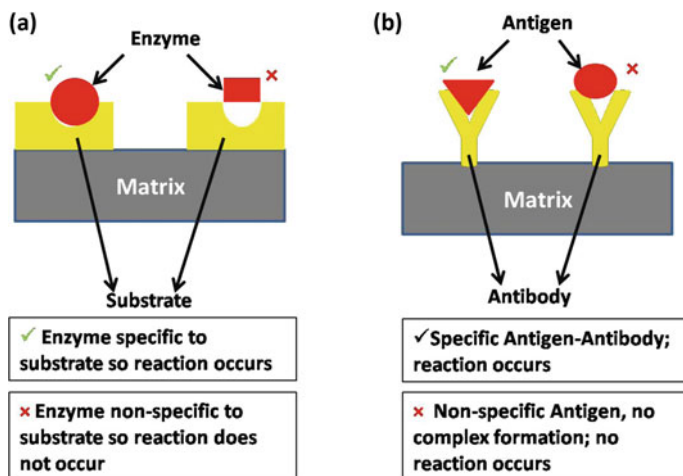 (a)
Enzyme
✓
×
Matrix
Substrate
✓ Enzyme specific to
substrate so reaction occurs
× Enzyme non-specific to
substrate so reaction does
not occur
(b)
Antigen
✓
×
Matrix
Antibody
✓Specific Antigen-Antibody;
reaction occurs
× Non-specific Antigen, no
complex formation; no
reaction occurs